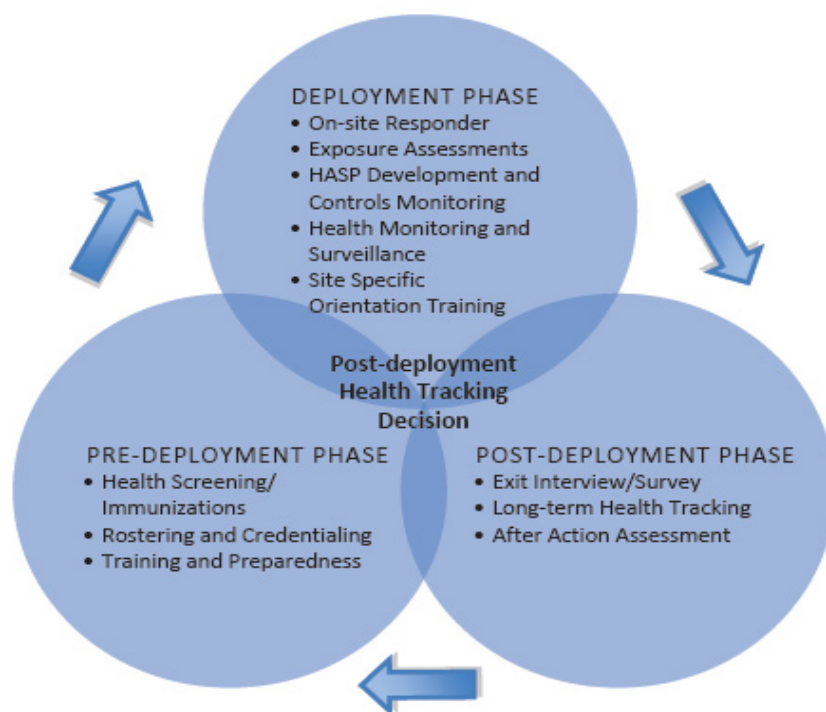 DEPLOYMENT PHASE
• On-site Responder
• Exposure Assessments
• HASP Development and
Controls Monitoring
• Health Monitoring and
Surveillance
• Site Specific
Orientation Training
Post-deployment
Health Tracking
Decision
PRE-DEPLOYMENT PHASE
• Health Screening/
Immunizations
• Rostering and Credentialing
• Training and Preparedness
POST-DEPLOYMENT PHASE
• Exit Interview/Survey
• Long-term Health Tracking
• After Action Assessment